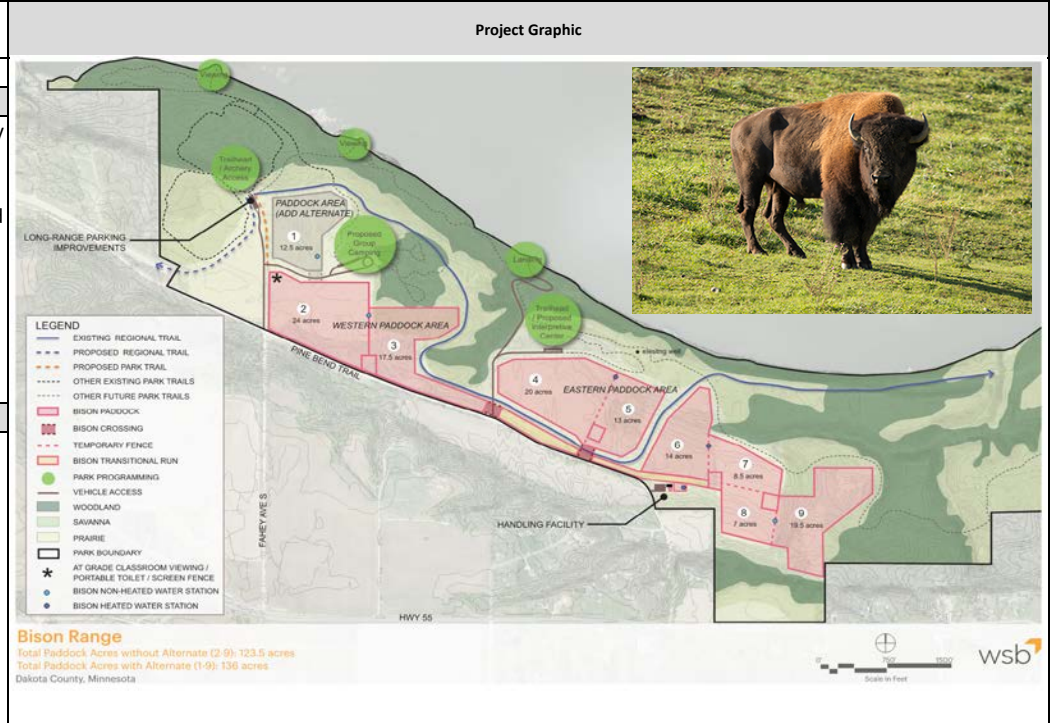 Project Graphic
Viewing
Viewing
Trailhead
/ Archery
Access
PADDOCK AREA
(ADD ALTERNATE)
1
12.5 acres
Proposed
Group
Camping
LONG-RANGE PARKING
IMPROVEMENTS
Landing
*
2
24 acres
WESTERN PADDOCK AREA
3
17.5 acres
Trailhead
/ Proposed
Interpretive
Center
existing well
PINE BEND TRAIL
4
20 acres
EASTERN PADDOCK AREA
5
13 acres
6
14 acres
7
8.5 acres
8
7 acres
9
19.5 acres
HANDLING FACILITY
FAHEY AVE S
HWY 55
LEGEND
EXISTING REGIONAL TRAIL
PROPOSED REGIONAL TRAIL
PROPOSED PARK TRAIL
OTHER EXISTING PARK TRAILS
OTHER FUTURE PARK TRAILS
BISON PADDOCK
BISON CROSSING
TEMPORARY FENCE
BISON TRANSITIONAL RUN
PARK PROGRAMMING
VEHICLE ACCESS
WOODLAND
SAVANNA
PRAIRIE
PARK BOUNDARY
* AT GRADE CLASSROOM VIEWING /
PORTABLE TOILET / SCREEN FENCE
BISON NON-HEATED WATER STATION
BISON HEATED WATER STATION
Bison Range
Total Paddock Acres without Alternate (2-9): 123.5 acres
Total Paddock Acres with Alternate (1-9): 136 acres
Dakota County, Minnesota
0' 750' 1500'
Scale in Feet
wsb